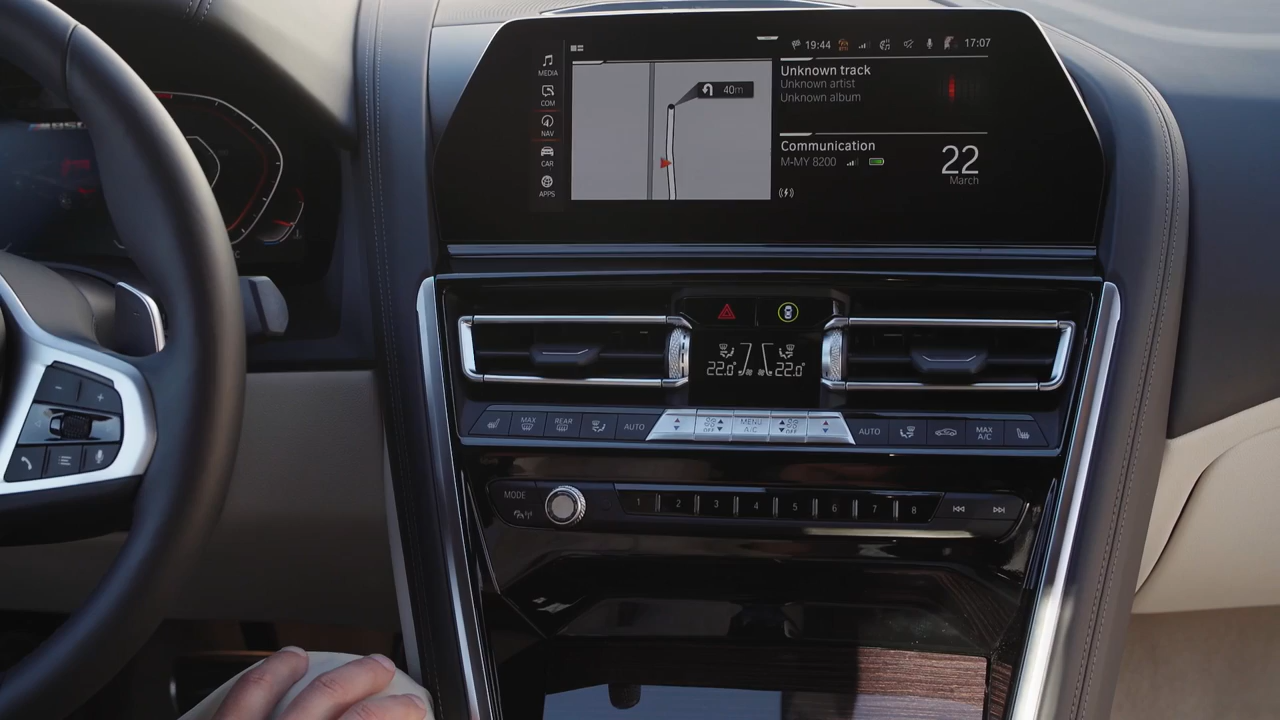 19:44
17:07
MEDIA
COM
NAV
CAR
APPS
40m
Unknown track
Unknown artist
Unknown album
Communication
M-MY 8200
22
March
22.0°
22.0°
MAX
REAR
AUTO
OFF
MENU
A/C
OFF
AUTO
MAX
A/C
MODE
1 2 3 4 5 6 7 8